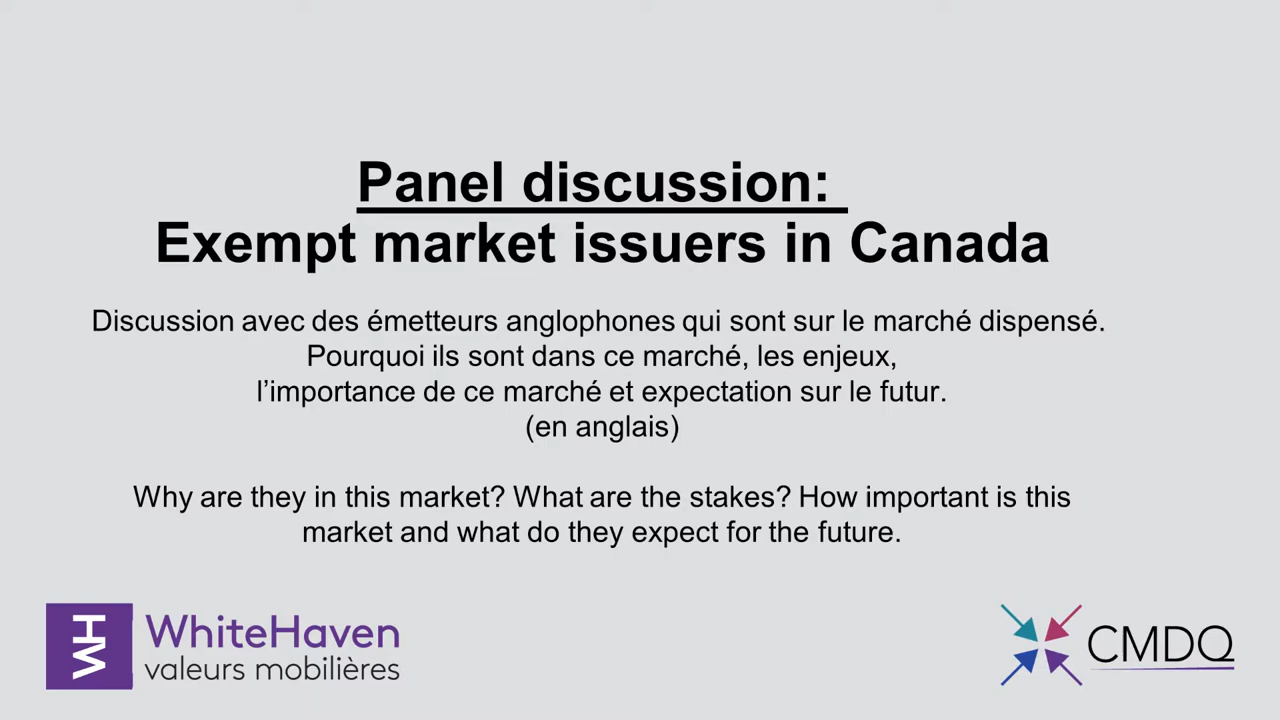 Panel discussion:
Exempt market issuers in Canada
Discussion avec des émetteurs anglophones qui sont sur le marché dispensé.
Pourquoi ils sont dans ce marché, les enjeux,
l’importance de ce marché et expectation sur le futur.
(en anglais)
Why are they in this market? What are the stakes? How important is this
market and what do they expect for the future.
WH
WhiteHaven
valeurs mobilières
CMDQ